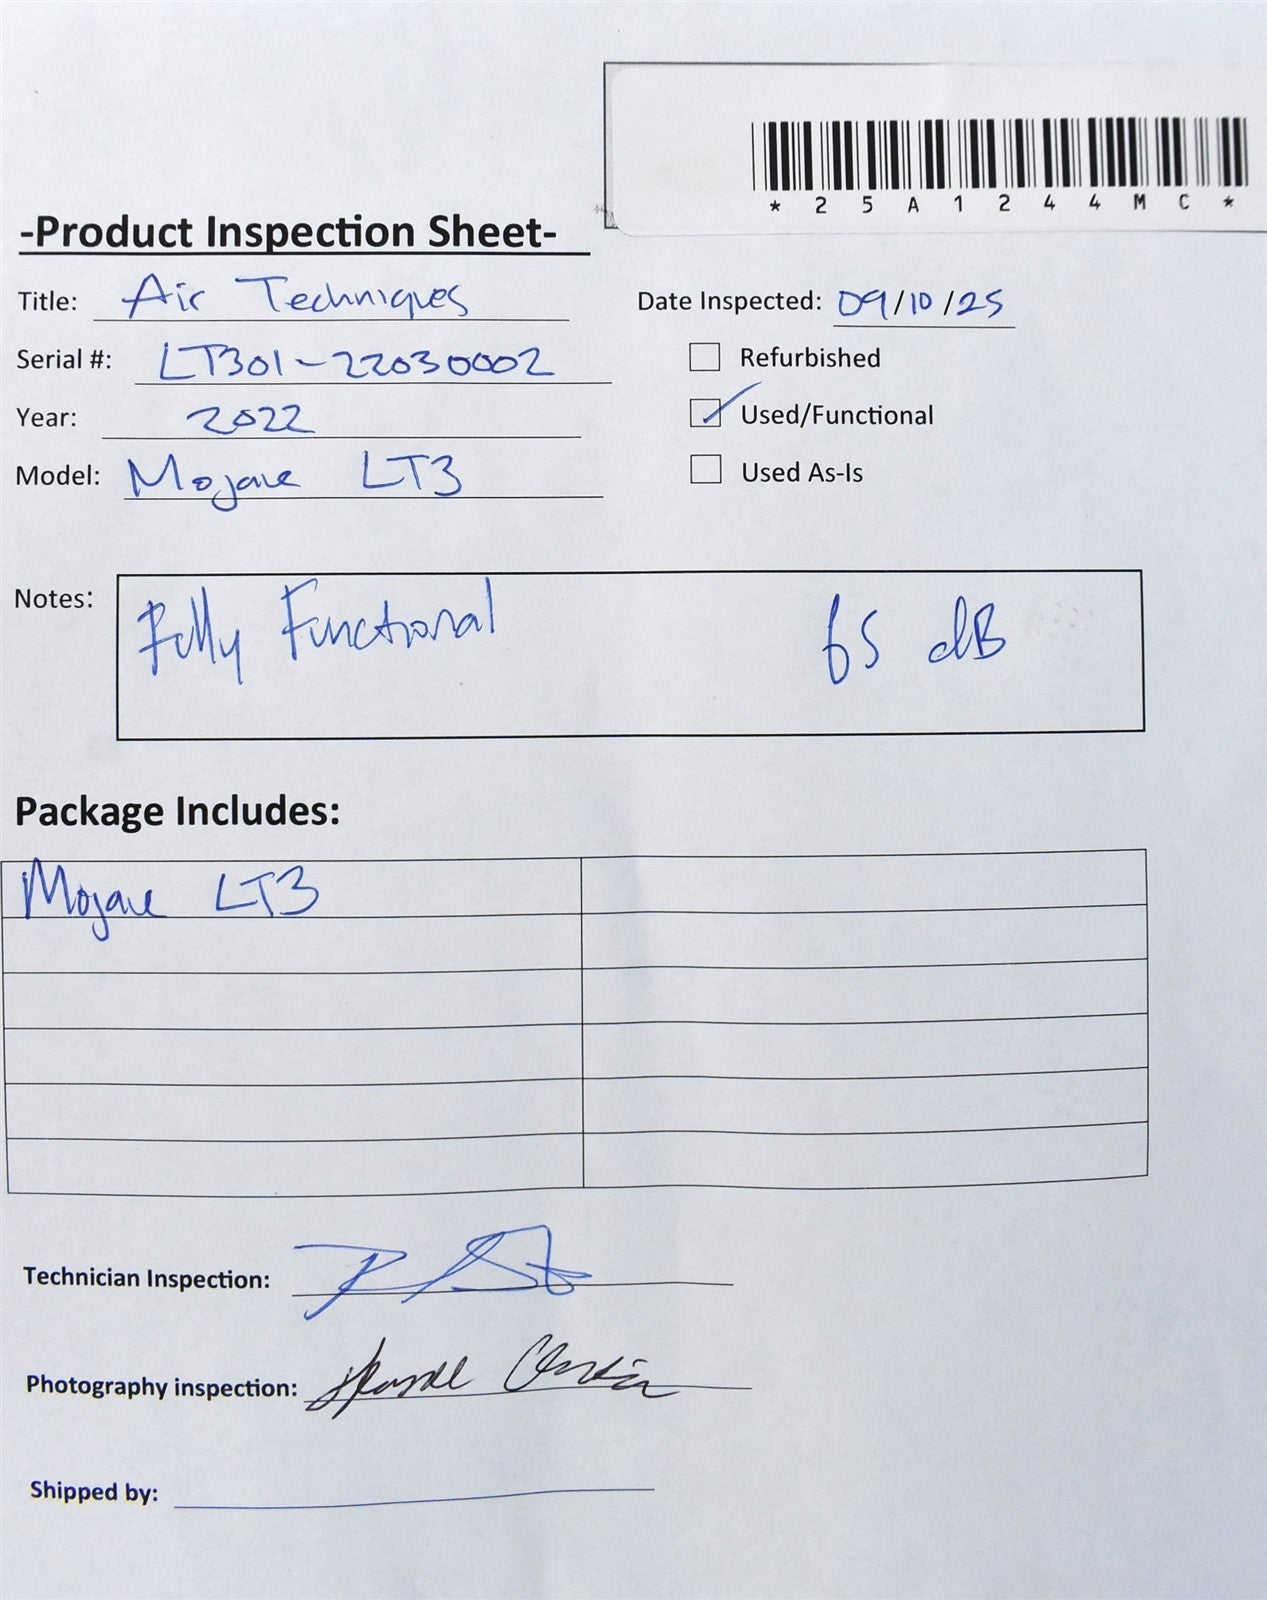 * 2 5 A 1 2 4 4 M C *
-Product Inspection Sheet-
Title: Air Techniques
Date Inspected: 09/10/25
Serial #: LT301-22030002
Refurbished
Year: 2022
Used/Functional
Model: Mojave LT3
Used As-Is
Notes: Fully Functional 65 dB
Package Includes:
Mojave LT3
Technician Inspection:
Photography inspection:
Shipped by: